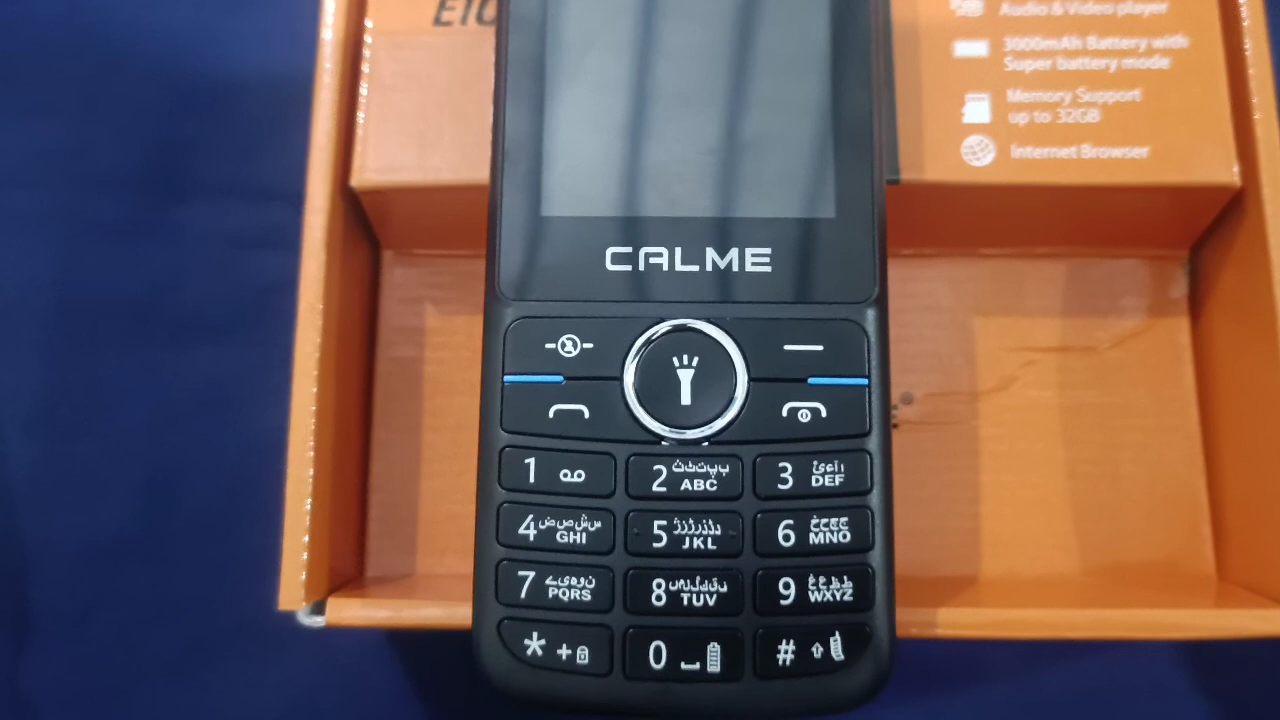 Audio & Video player
3000mAh Battery with
Super battery mode
Memory Support
up to 32GB
Internet Browser
CALME
1
2 ب پ ت ٹ ث
ABC
3 ا آ ء ئ
DEF
4 س ش ص ض
GHI
5 د ڈ ذ ر ڑ ز ژ
JKL
6 ج چ ح خ
MNO
7 ن و ہ ی ے
PQRS
8 ف ق ک گ ل م ں
TUV
9 ط ظ ع غ
WXYZ
* +
0
#